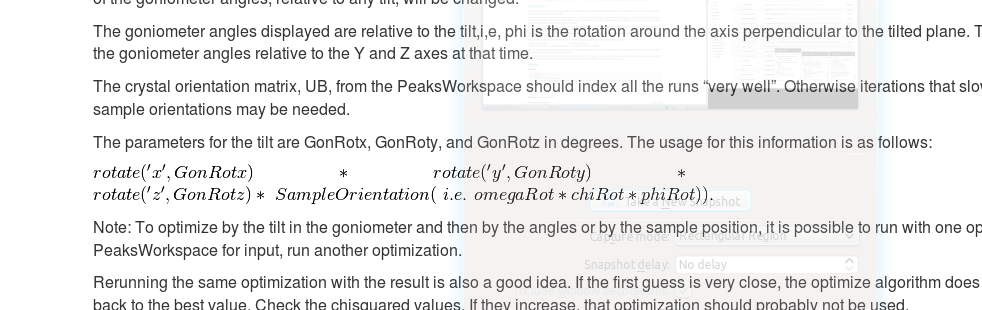 of the goniometer angles, relative to any tilt, will be changed.
The goniometer angles displayed are relative to the tilt,i,e, phi is the rotation around the axis perpendicular to the tilted plane. T
the goniometer angles relative to the Y and Z axes at that time.
The crystal orientation matrix, UB, from the PeaksWorkspace should index all the runs “very well”. Otherwise iterations that slow
sample orientations may be needed.
The parameters for the tilt are GonRotx, GonRoty, and GonRotz in degrees. The usage for this information is as follows:
rotate('x', GonRotx) * rotate('y', GonRoty) *
rotate('z', GonRotz) * SampleOrientation( i.e. omegaRot * chiRot * phiRot)).
Take a New Snapshot
Note: To optimize by the tilt in the goniometer and then by the angles or by the sample position, it is possible to run with one op
Capture mode: Rectangular Region
PeaksWorkspace for input, run another optimization.
Snapshot delay: No delay
Rerunning the same optimization with the result is also a good idea. If the first guess is very close, the optimize algorithm does
back to the best value. Check the chisquared values. If they increase, that optimization should probably not be used.